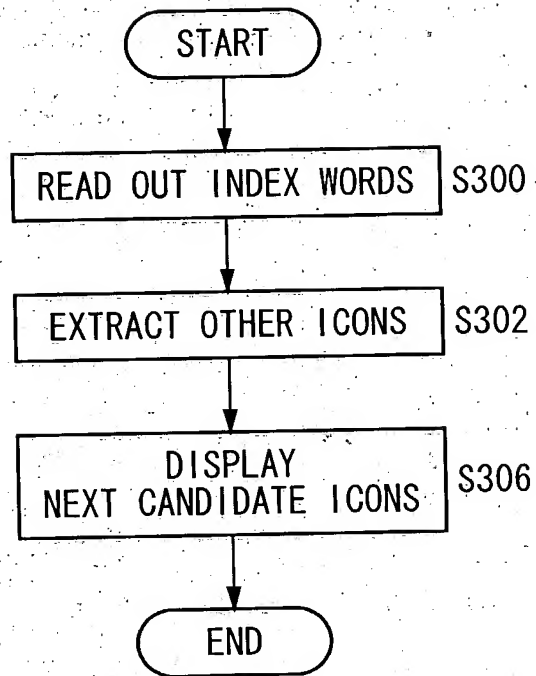 START
READ OUT INDEX WORDS S300
EXTRACT OTHER ICONS S302
DISPLAY
NEXT CANDIDATE ICONS S306
END